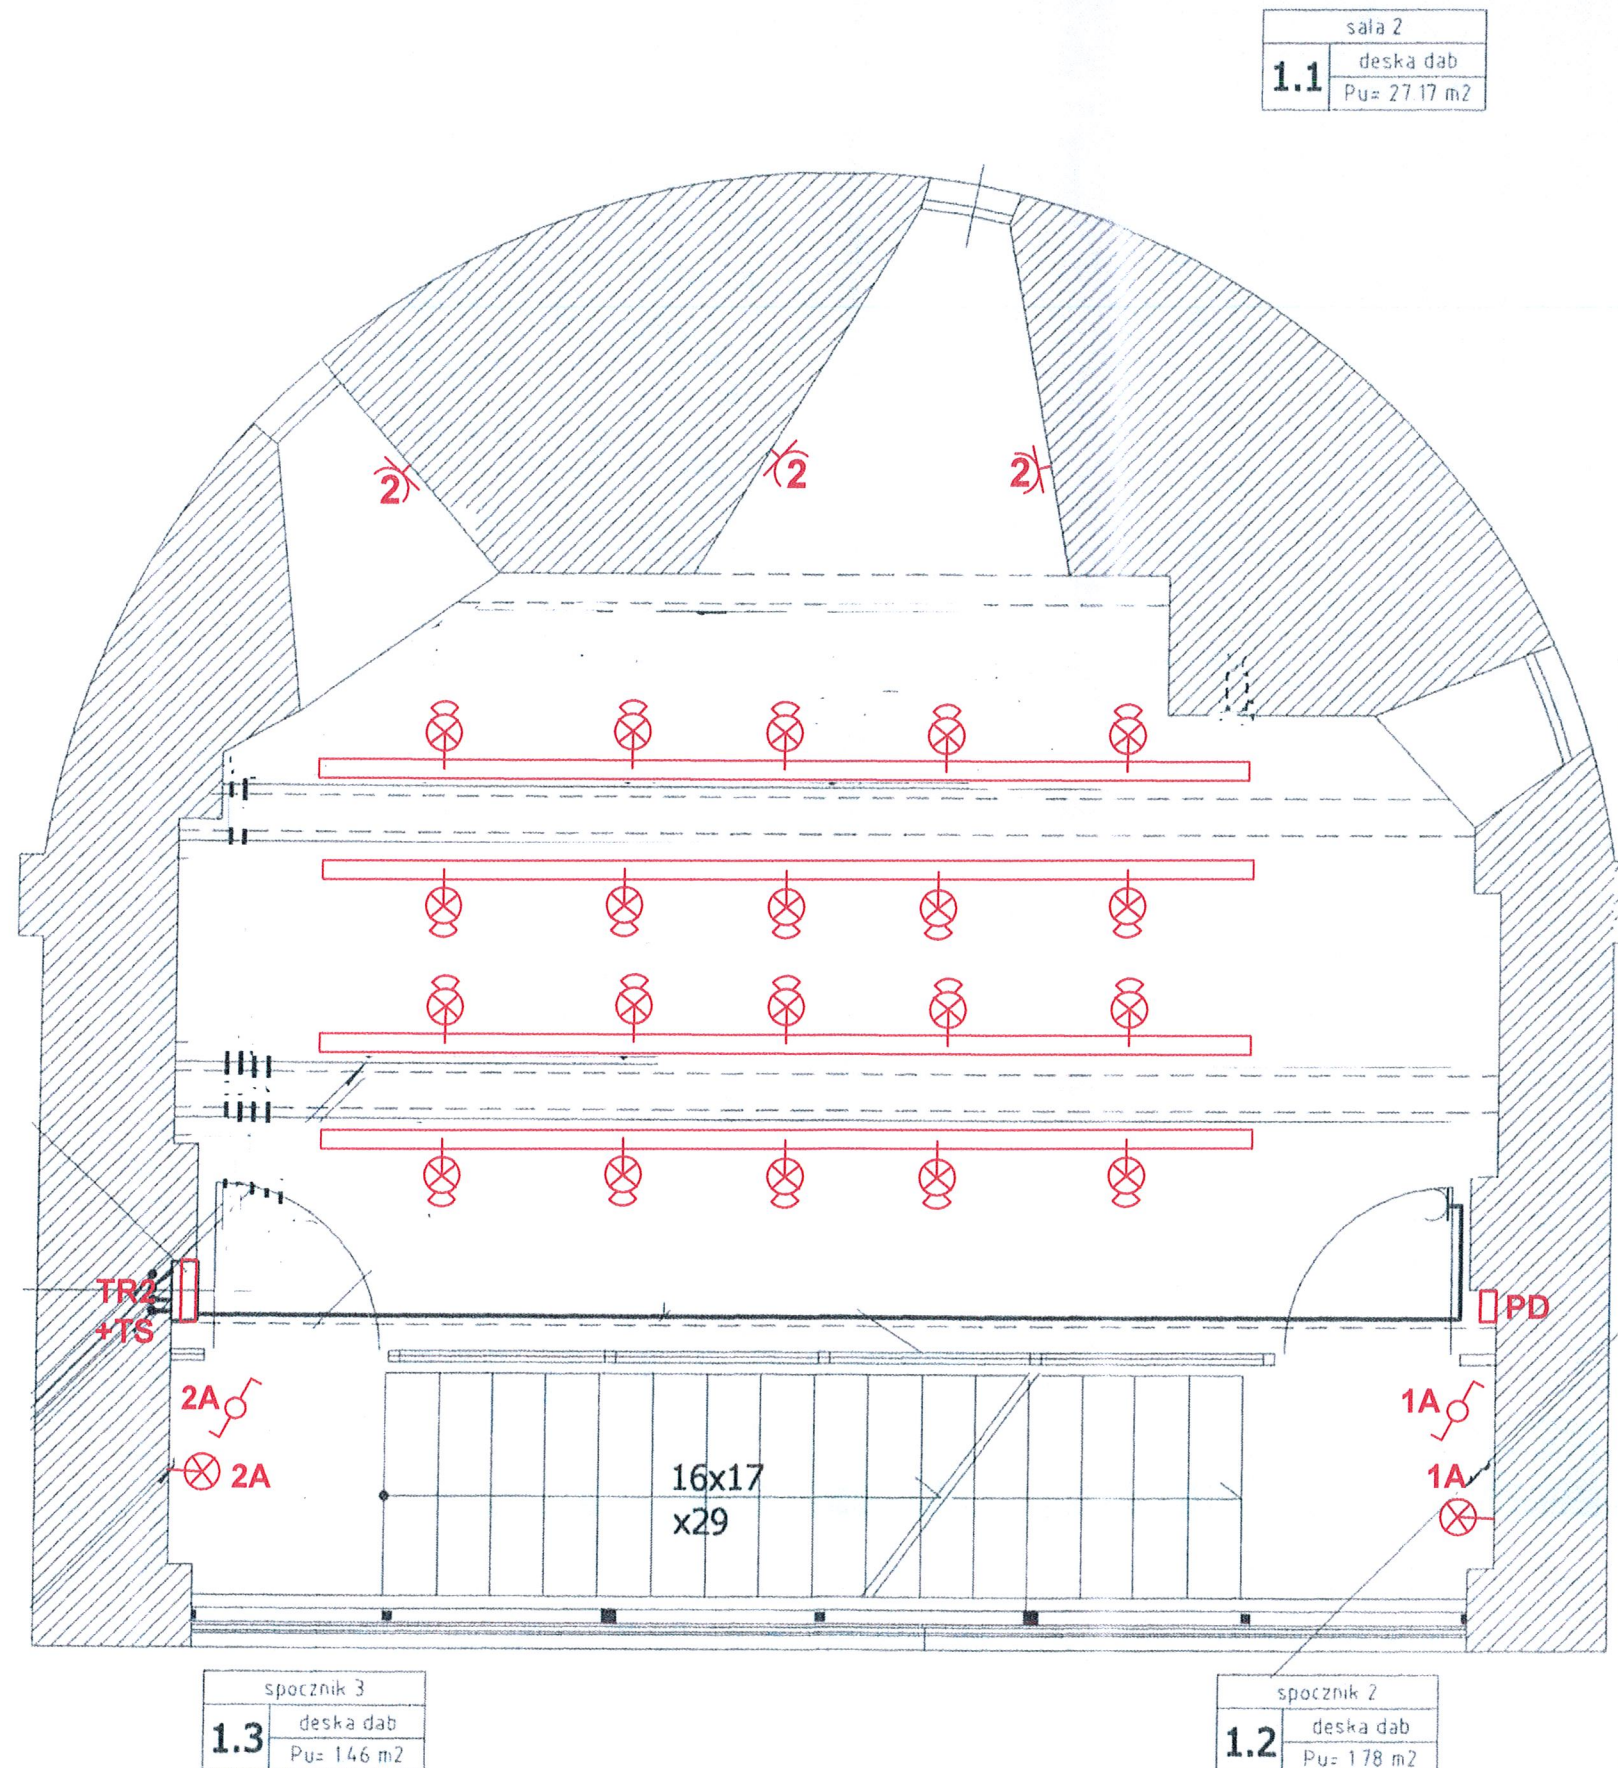 sala 2
1.1
deska dab
Pu= 27.17 m2
2
2
2
TR2
+TS
PD
2A
1A
2A
1A
16x17
x29
spocznik 3
1.3
deska dab
Pu= 1.46 m2
spocznik 2
1.2
deska dab
Pu= 1.78 m2